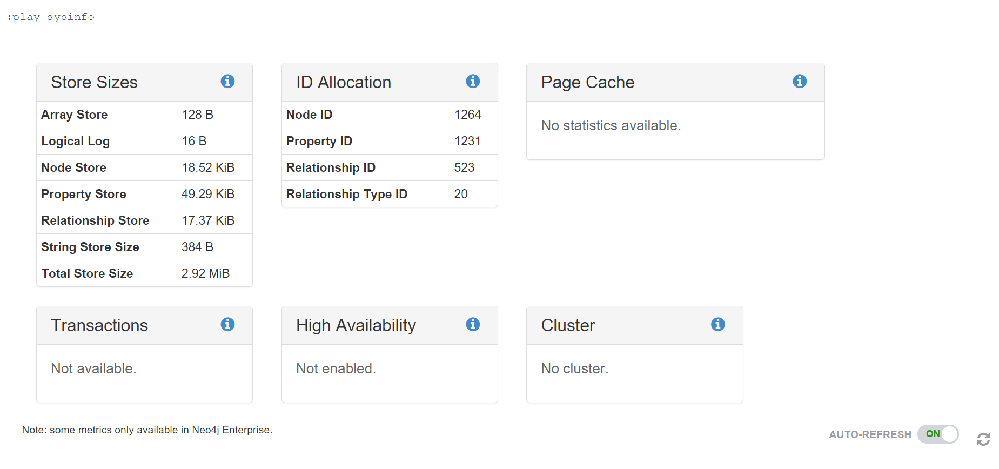 :play sysinfo
Store Sizes
Array Store 128 B
Logical Log 16 B
Node Store 18.52 KiB
Property Store 49.29 KiB
Relationship Store 17.37 KiB
String Store Size 384 B
Total Store Size 2.92 MiB
ID Allocation
Node ID 1264
Property ID 1231
Relationship ID 523
Relationship Type ID 20
Page Cache
No statistics available.
Transactions
Not available.
High Availability
Not enabled.
Cluster
No cluster.
Note: some metrics only available in Neo4j Enterprise.
AUTO-REFRESH ON